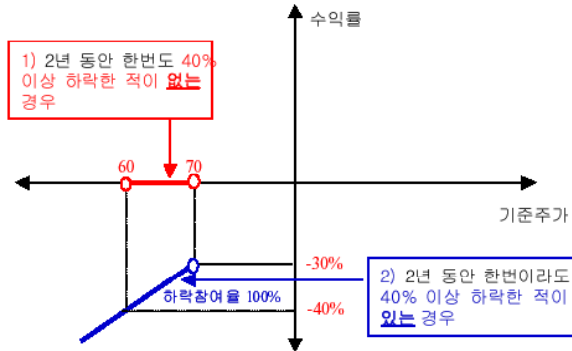 수익률
1) 2년 동안 한번도 40%
이상 하락한 적이 없는
경우
60
70
기준주가
-30%
하락참여율 100%
-40%
2) 2년 동안 한번이라도
40% 이상 하락한 적이
있는 경우